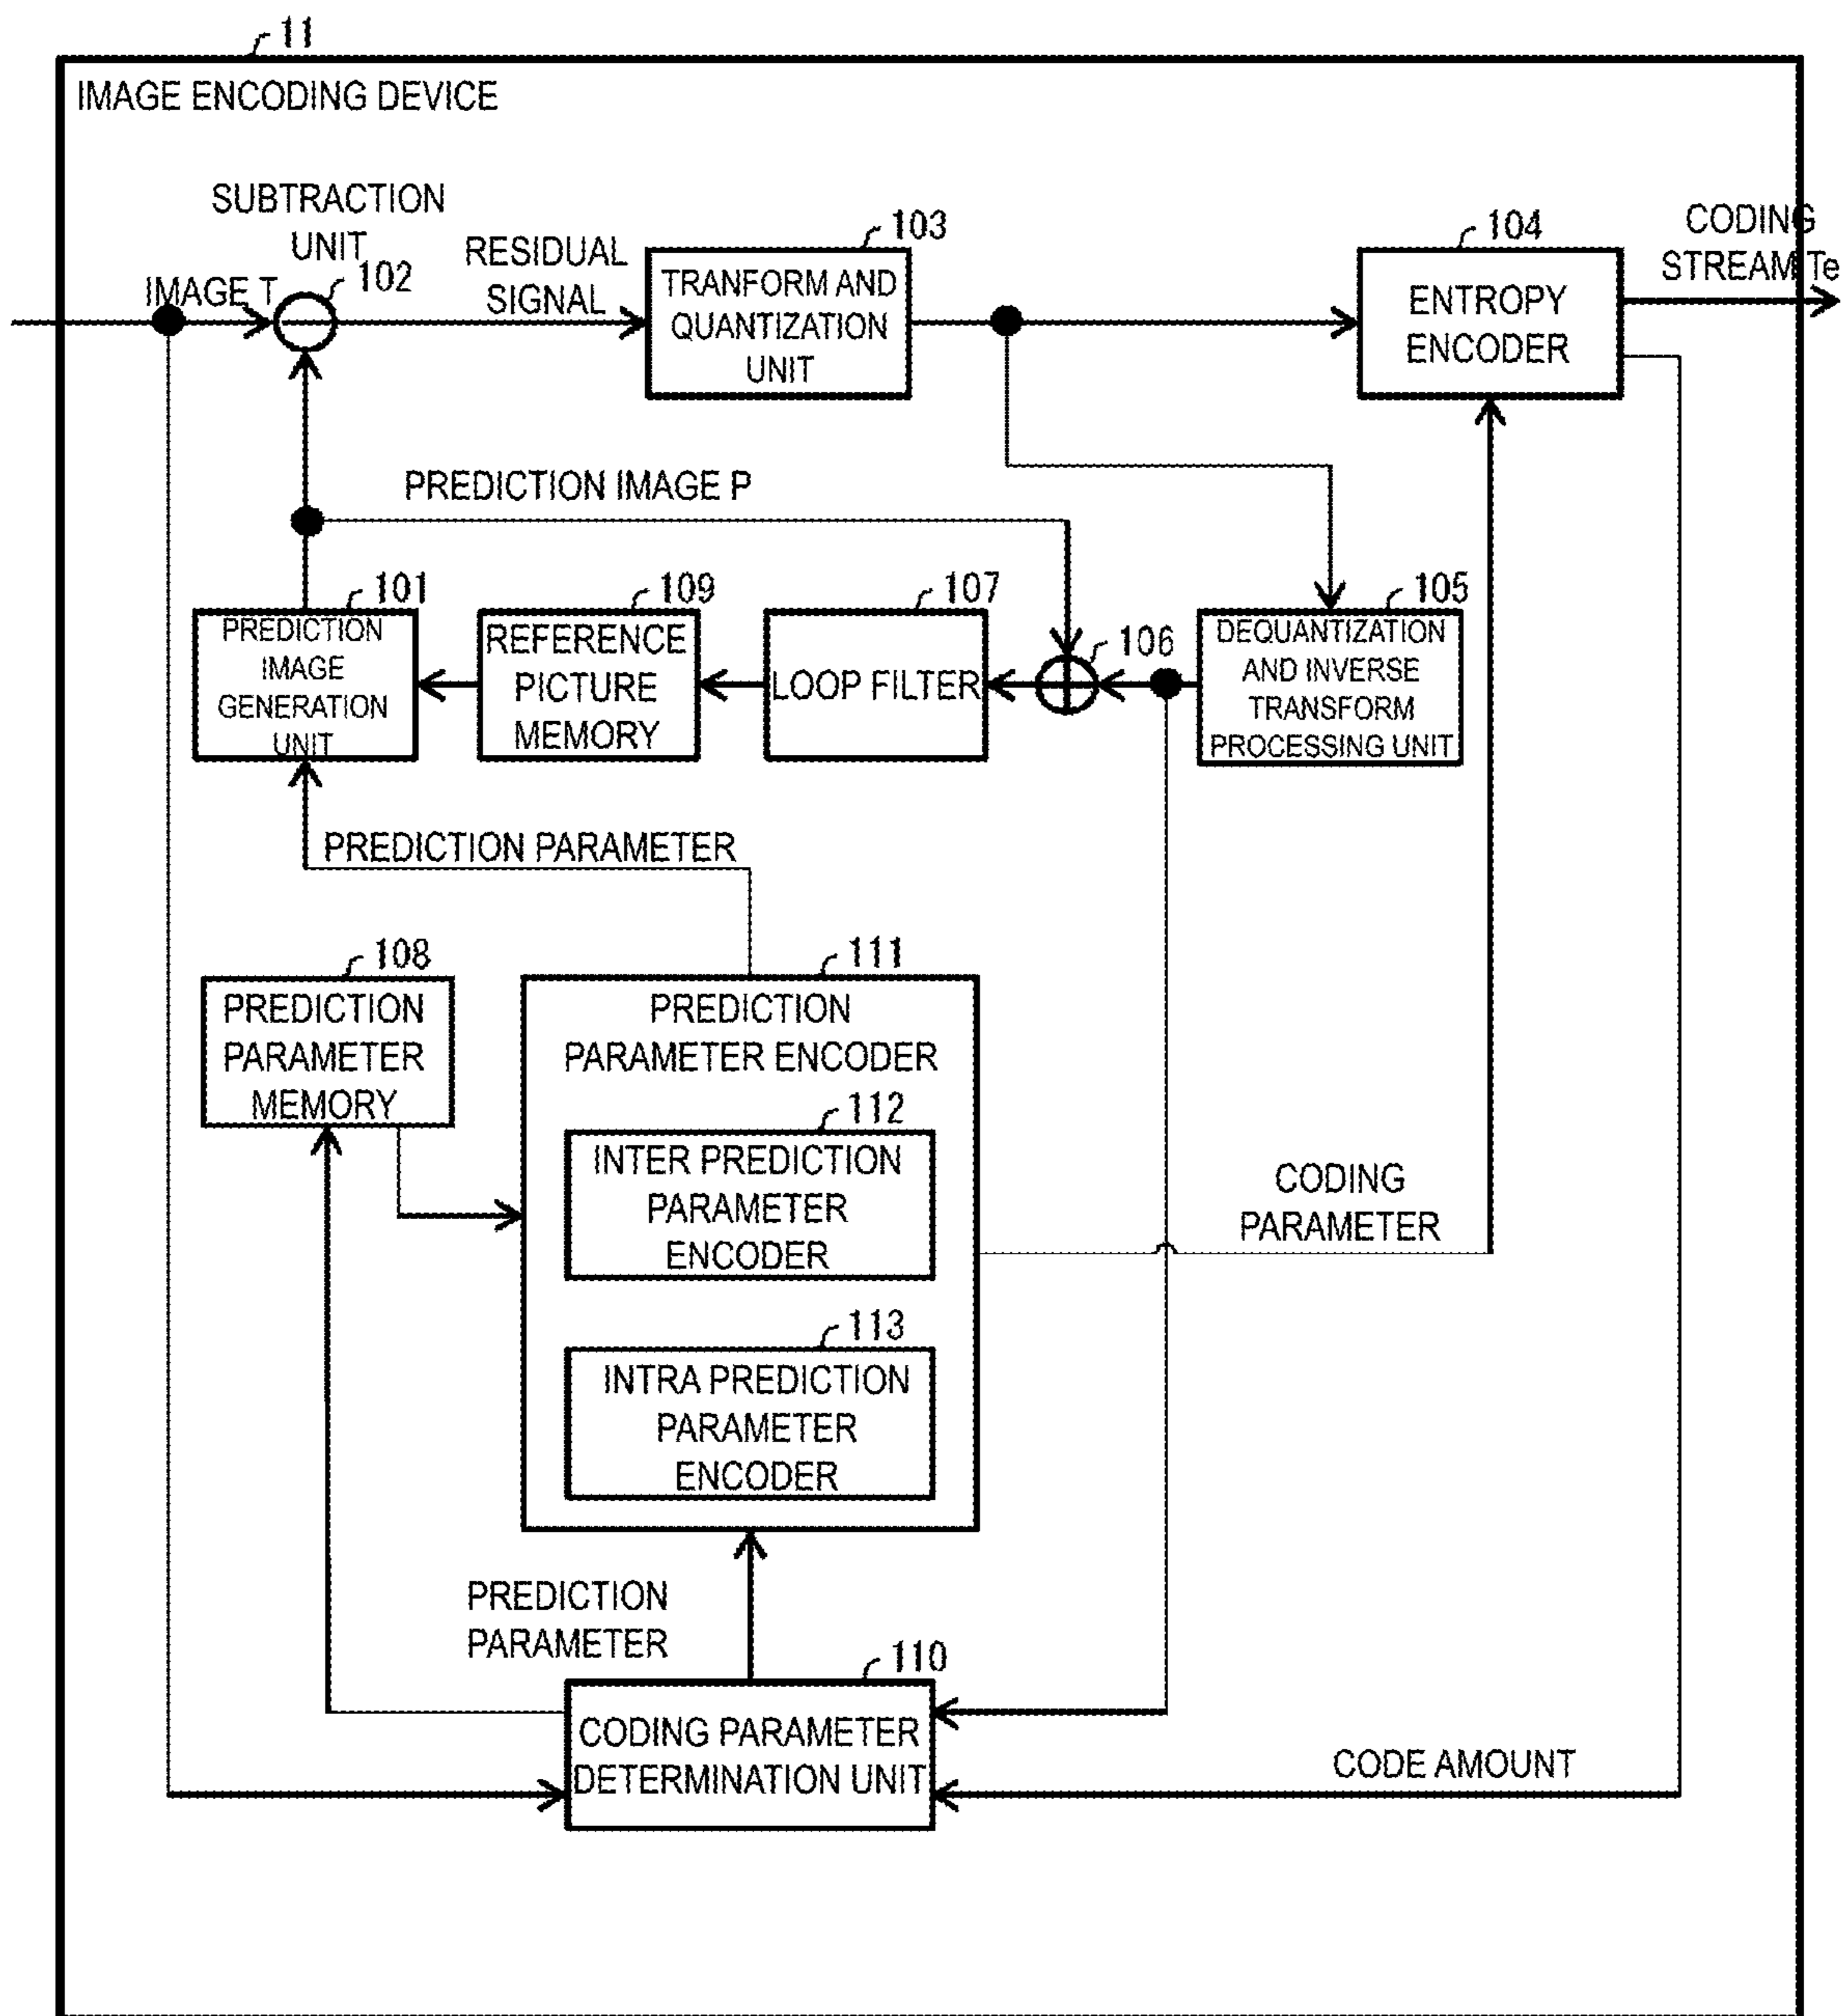 11
IMAGE ENCODING DEVICE
SUBTRACTION
UNIT
102
IMAGE T
RESIDUAL
SIGNAL
103
TRANFORM AND
QUANTIZATION
UNIT
104
ENTROPY
ENCODER
CODING
STREAM Te
PREDICTION IMAGE P
101
PREDICTION
IMAGE
GENERATION
UNIT
109
REFERENCE
PICTURE
MEMORY
107
LOOP FILTER
106
105
DEQUANTIZATION
AND INVERSE
TRANSFORM
PROCESSING UNIT
PREDICTION PARAMETER
108
PREDICTION
PARAMETER
MEMORY
111
PREDICTION
PARAMETER ENCODER
112
INTER PREDICTION
PARAMETER
ENCODER
113
INTRA PREDICTION
PARAMETER
ENCODER
CODING
PARAMETER
PREDICTION
PARAMETER
110
CODING PARAMETER
DETERMINATION UNIT
CODE AMOUNT